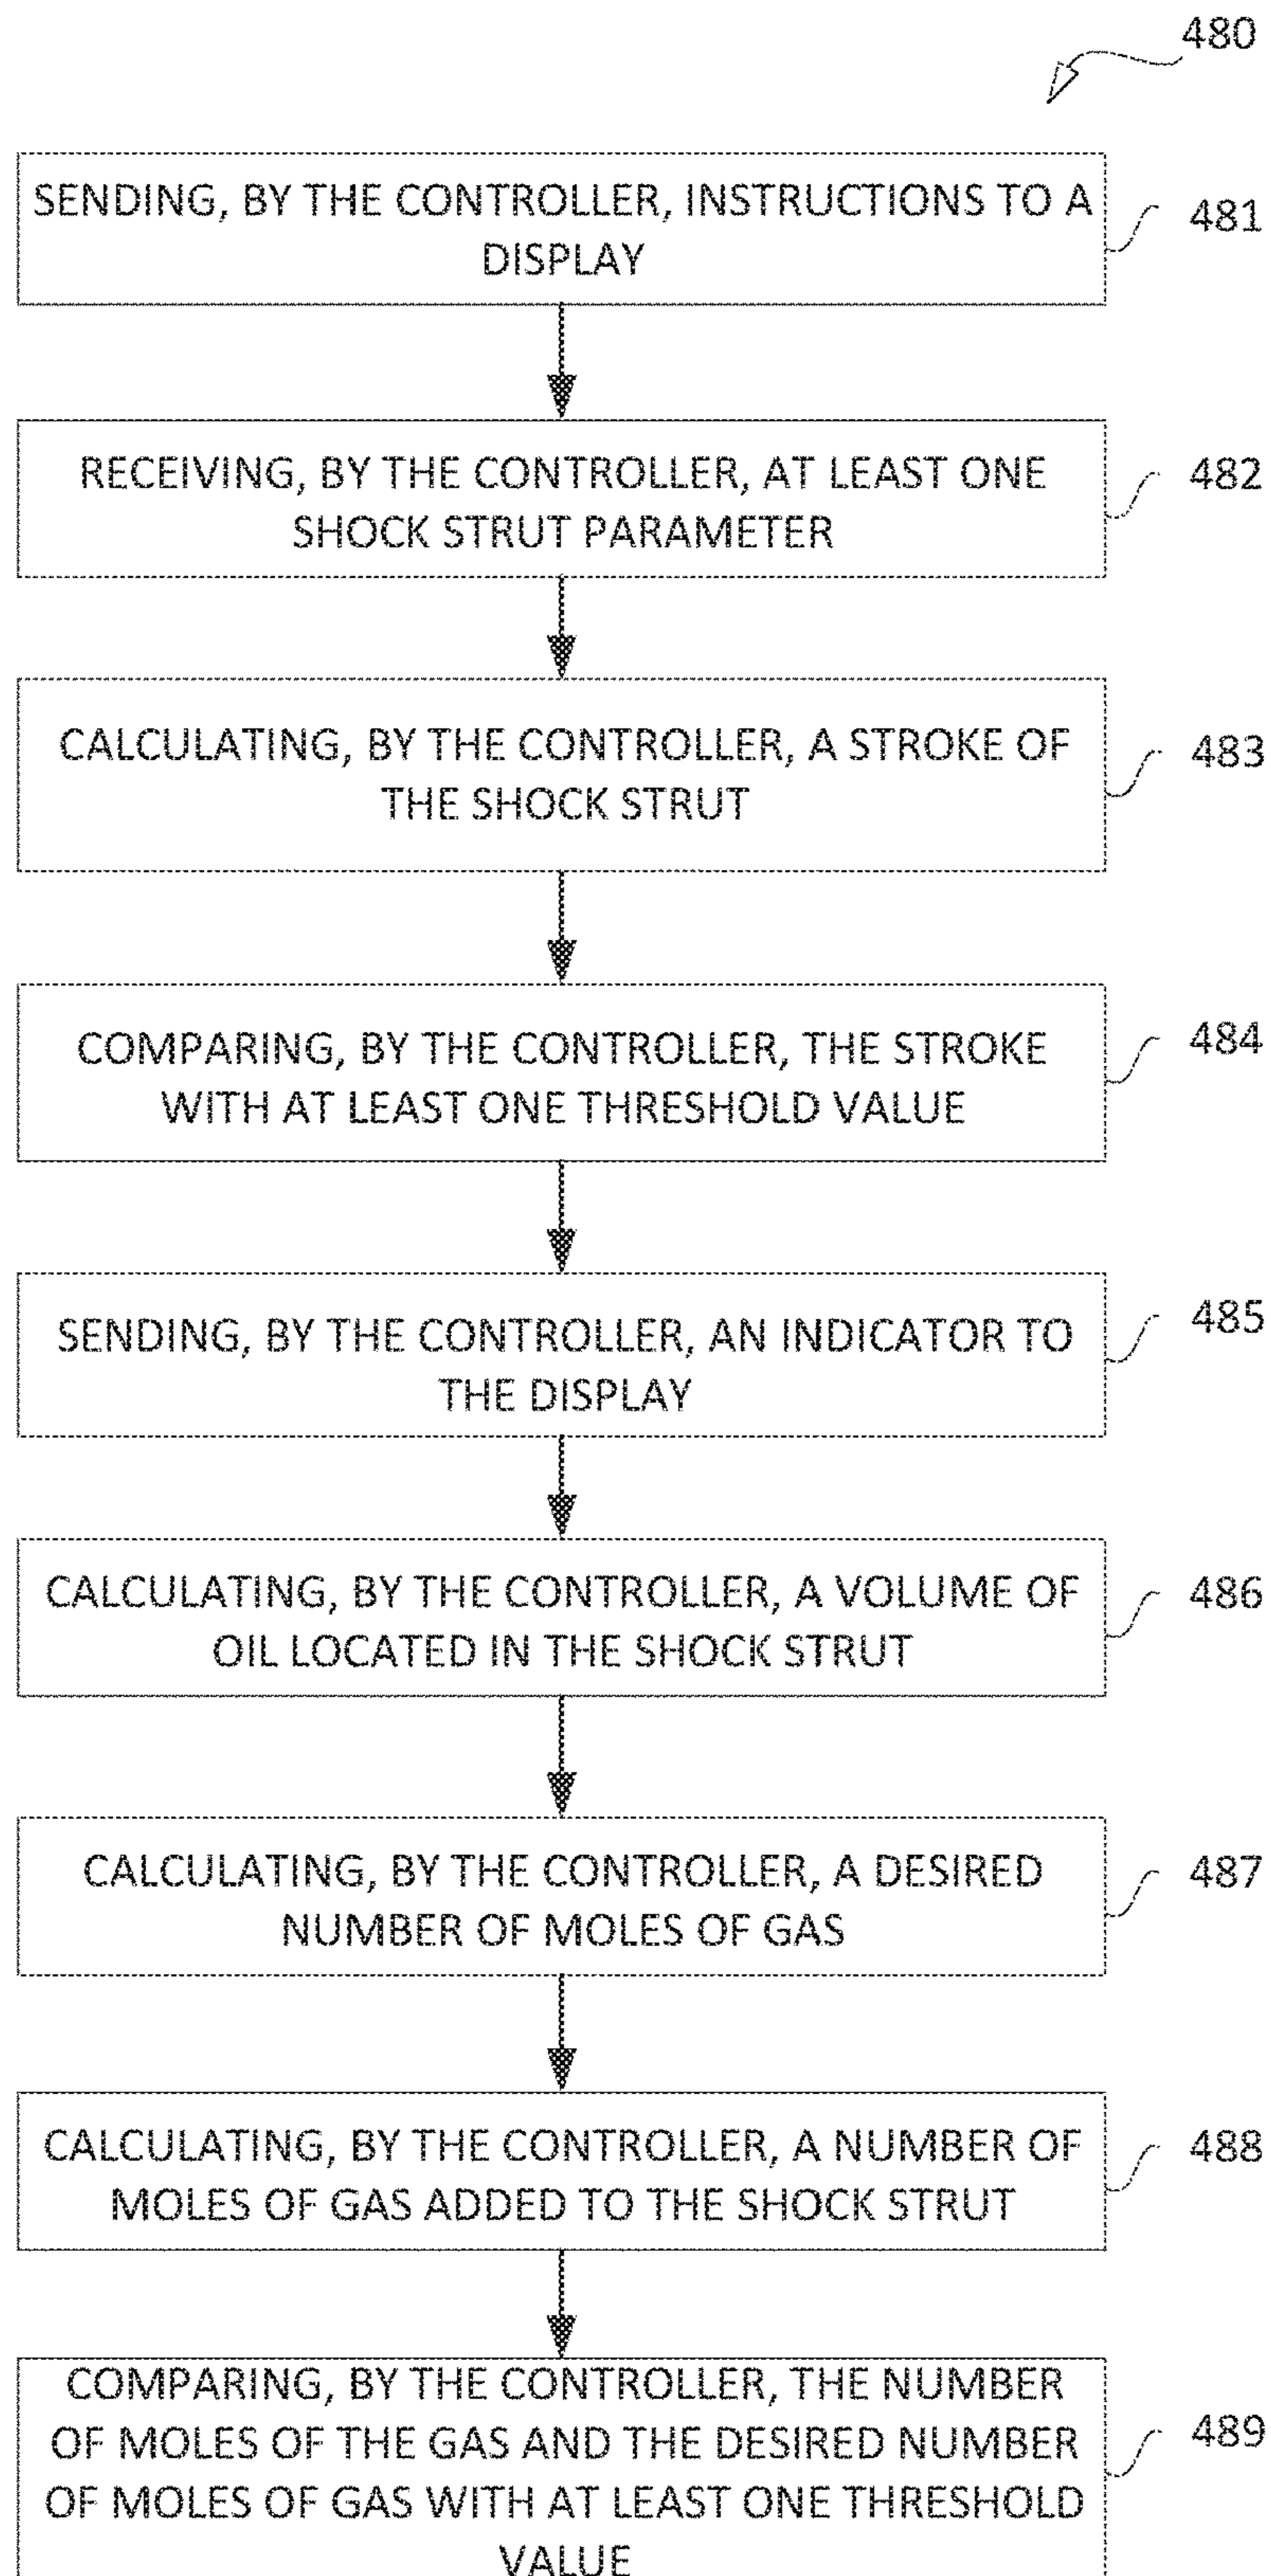 480
SENDING, BY THE CONTROLLER, INSTRUCTIONS TO A
DISPLAY
481
RECEIVING, BY THE CONTROLLER, AT LEAST ONE
SHOCK STRUT PARAMETER
482
CALCULATING, BY THE CONTROLLER, A STROKE OF
THE SHOCK STRUT
483
COMPARING, BY THE CONTROLLER, THE STROKE
WITH AT LEAST ONE THRESHOLD VALUE
484
SENDING, BY THE CONTROLLER, AN INDICATOR TO
THE DISPLAY
485
CALCULATING, BY THE CONTROLLER, A VOLUME OF
OIL LOCATED IN THE SHOCK STRUT
486
CALCULATING, BY THE CONTROLLER, A DESIRED
NUMBER OF MOLES OF GAS
487
CALCULATING, BY THE CONTROLLER, A NUMBER OF
MOLES OF GAS ADDED TO THE SHOCK STRUT
488
COMPARING, BY THE CONTROLLER, THE NUMBER
OF MOLES OF THE GAS AND THE DESIRED NUMBER
OF MOLES OF GAS WITH AT LEAST ONE THRESHOLD
VALUE
489